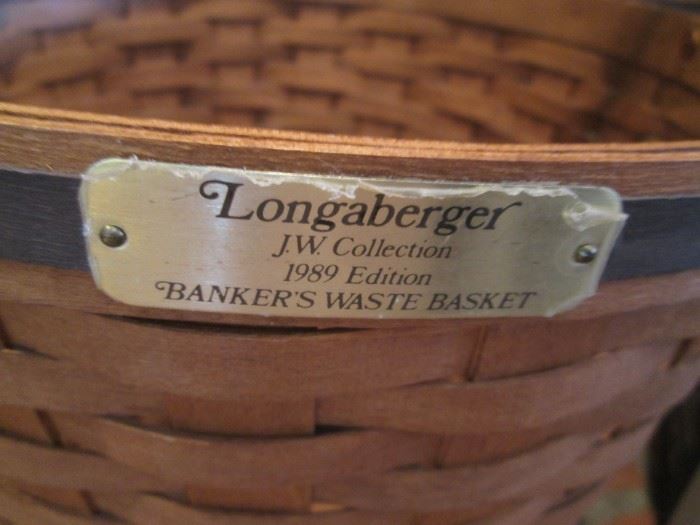 Longaberger
J.W. Collection
1989 Edition
BANKER'S WASTE BASKET